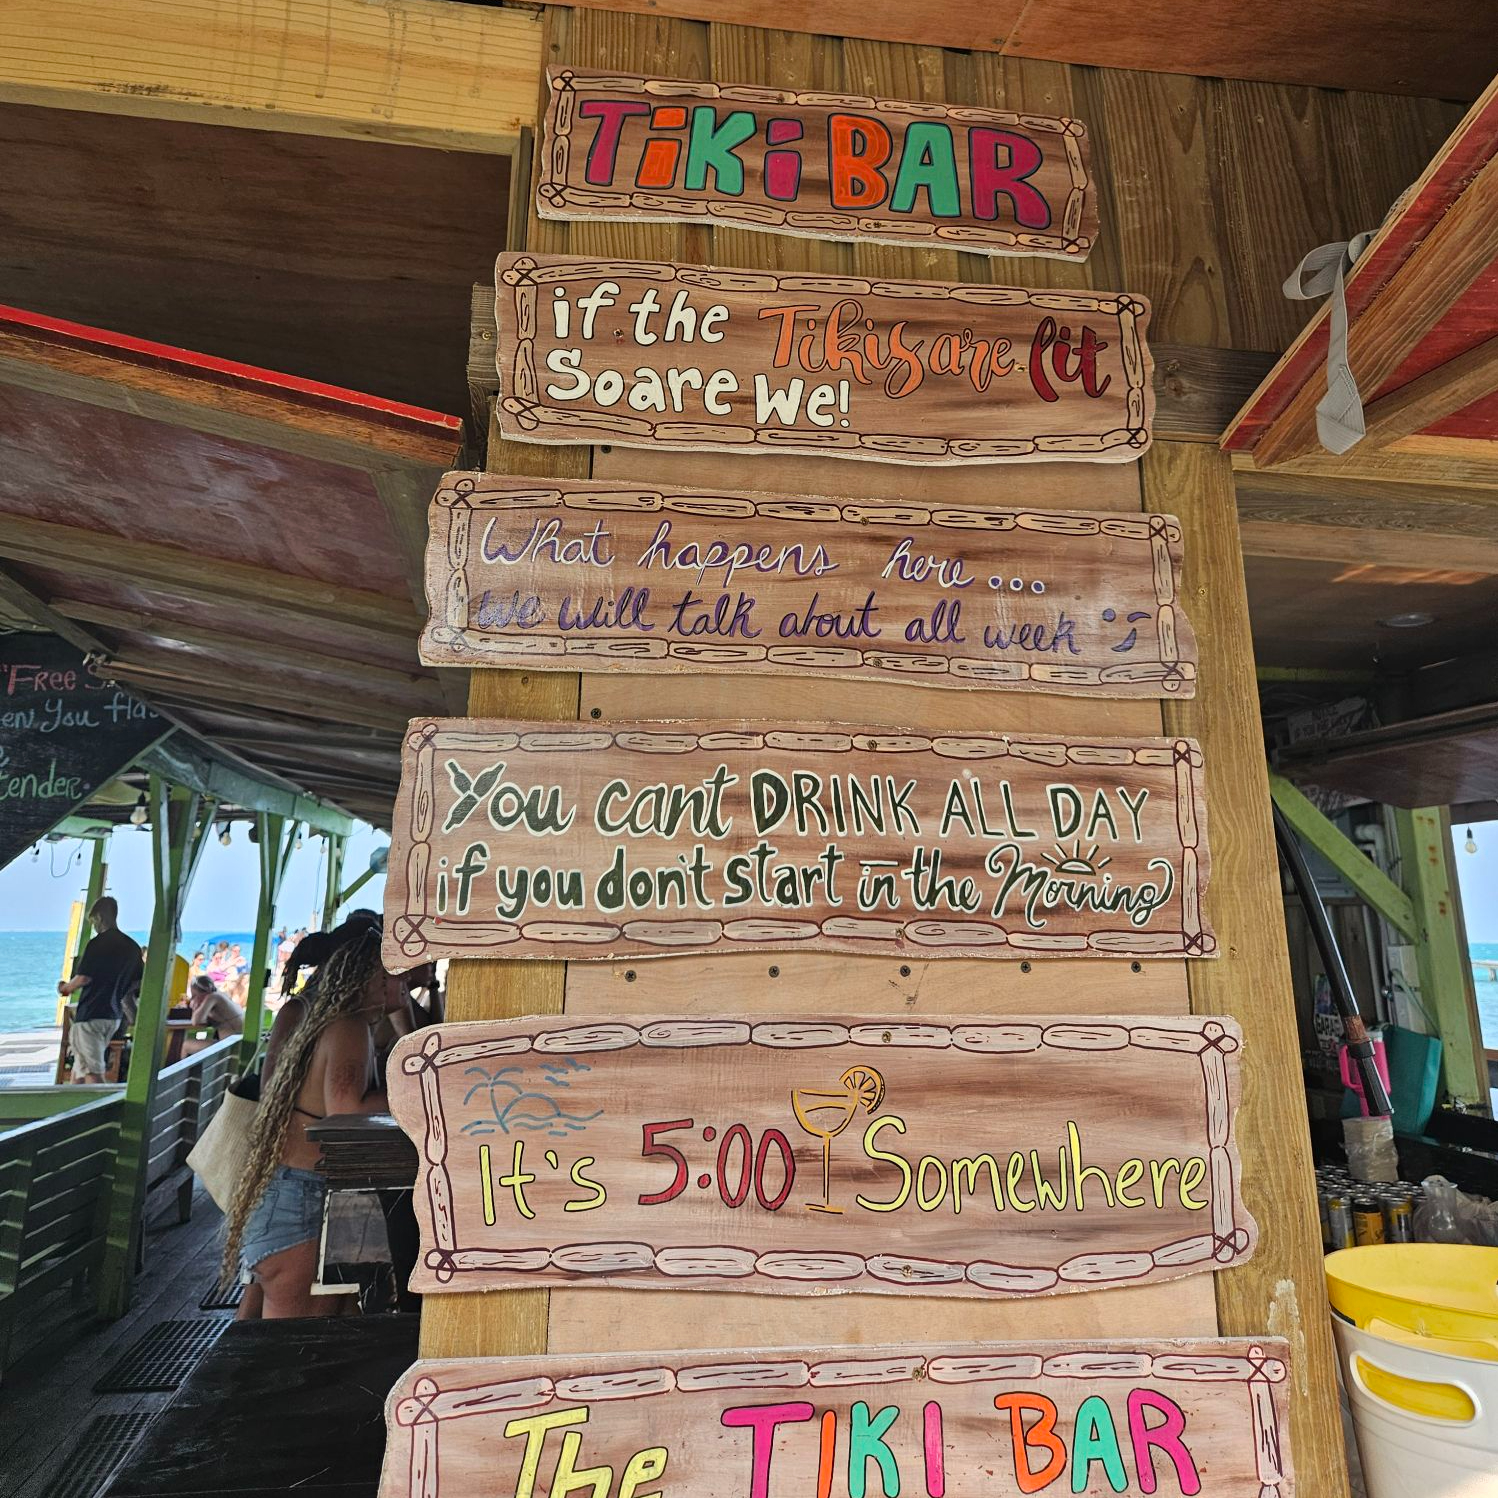 TIKI BAR
if the Tikis are lit
So are We!
What happens here...
We will talk about all week
You cant DRINK ALL DAY
if you don't start in the Morning
It's 5:00 Somewhere
The TIKI BAR
"FREE
You